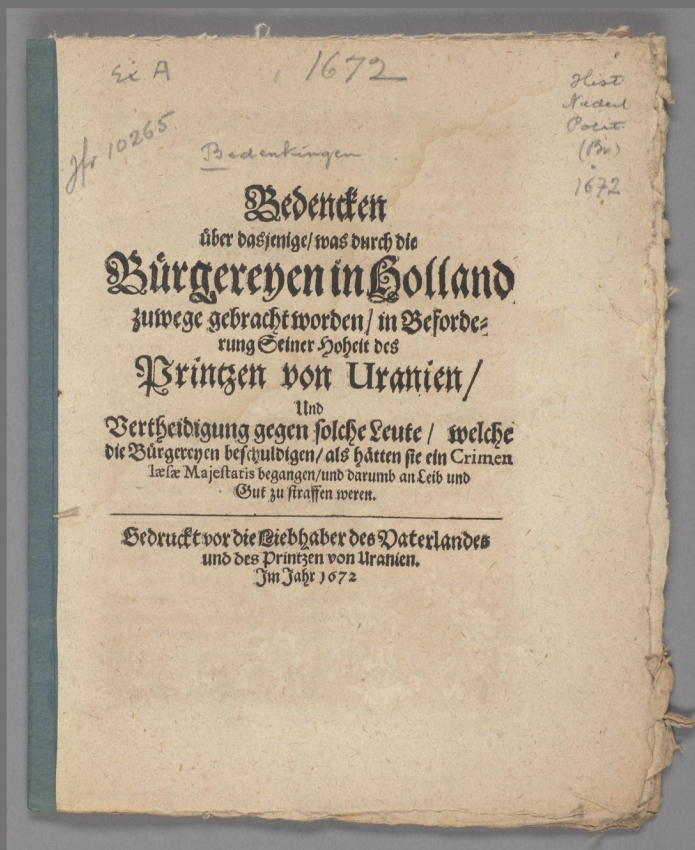 Ex A
1672
Hist
Nederl
Polit
(Br)
1672
Jfr 10265
Bedenkingen
Bedencken
über dasjenige/was durch die
Bürgereyen in Holland
zuwege gebracht worden/ in Beforde⸗
rung Seiner Hoheit des
Printzen von Uranien/
Und
Vertheidigung gegen solche Leute/ welche
die Bürgereyen beschuldigen/als hätten sie ein Crimen
læsæ Majestatis begangen/und darumb an Leib und
Gut zu straffen weren.
Gedruckt vor die Liebhaber des Vaterlandes
und des Printzen von Uranien.
Im Jahr 1672